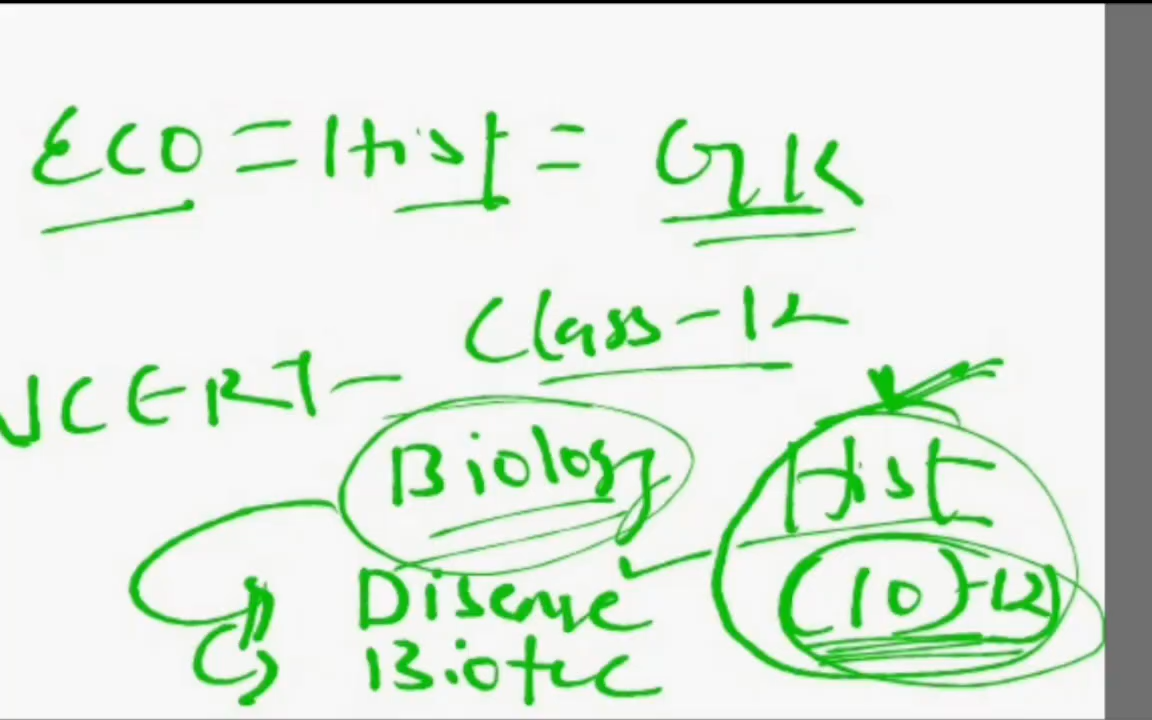 ECO = Hist = GK
Class-12
NCERT -
Biology
Hist
(10)-12
Disease
Biotec